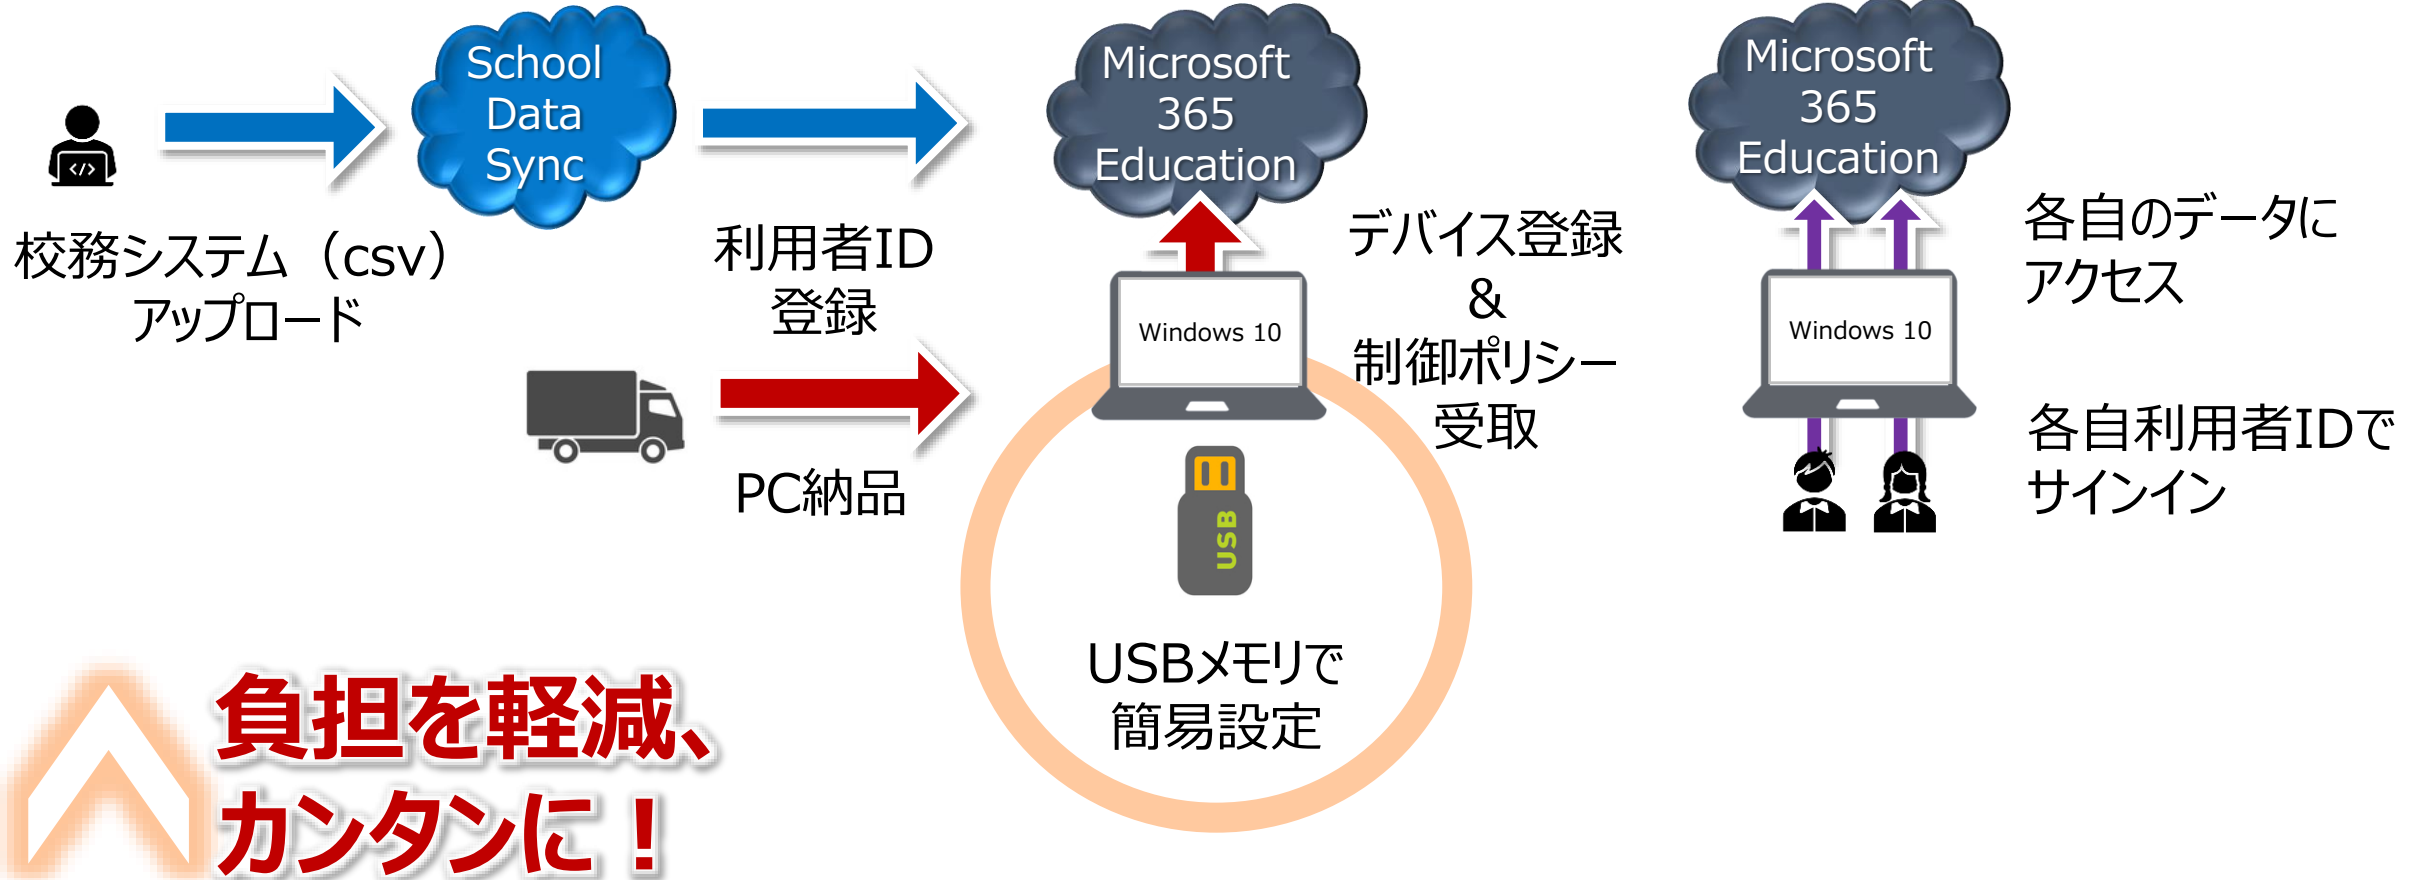 School
Data
Sync
校務システム（csv）
アップロード
利用者ID
登録
PC納品
Microsoft
365
Education
Windows 10
デバイス登録
&
制御ポリシー
受取
USB
USBメモリで
簡易設定
Microsoft
365
Education
Windows 10
各自のデータに
アクセス
各自利用者IDで
サインイン
負担を軽減、
カンタンに！